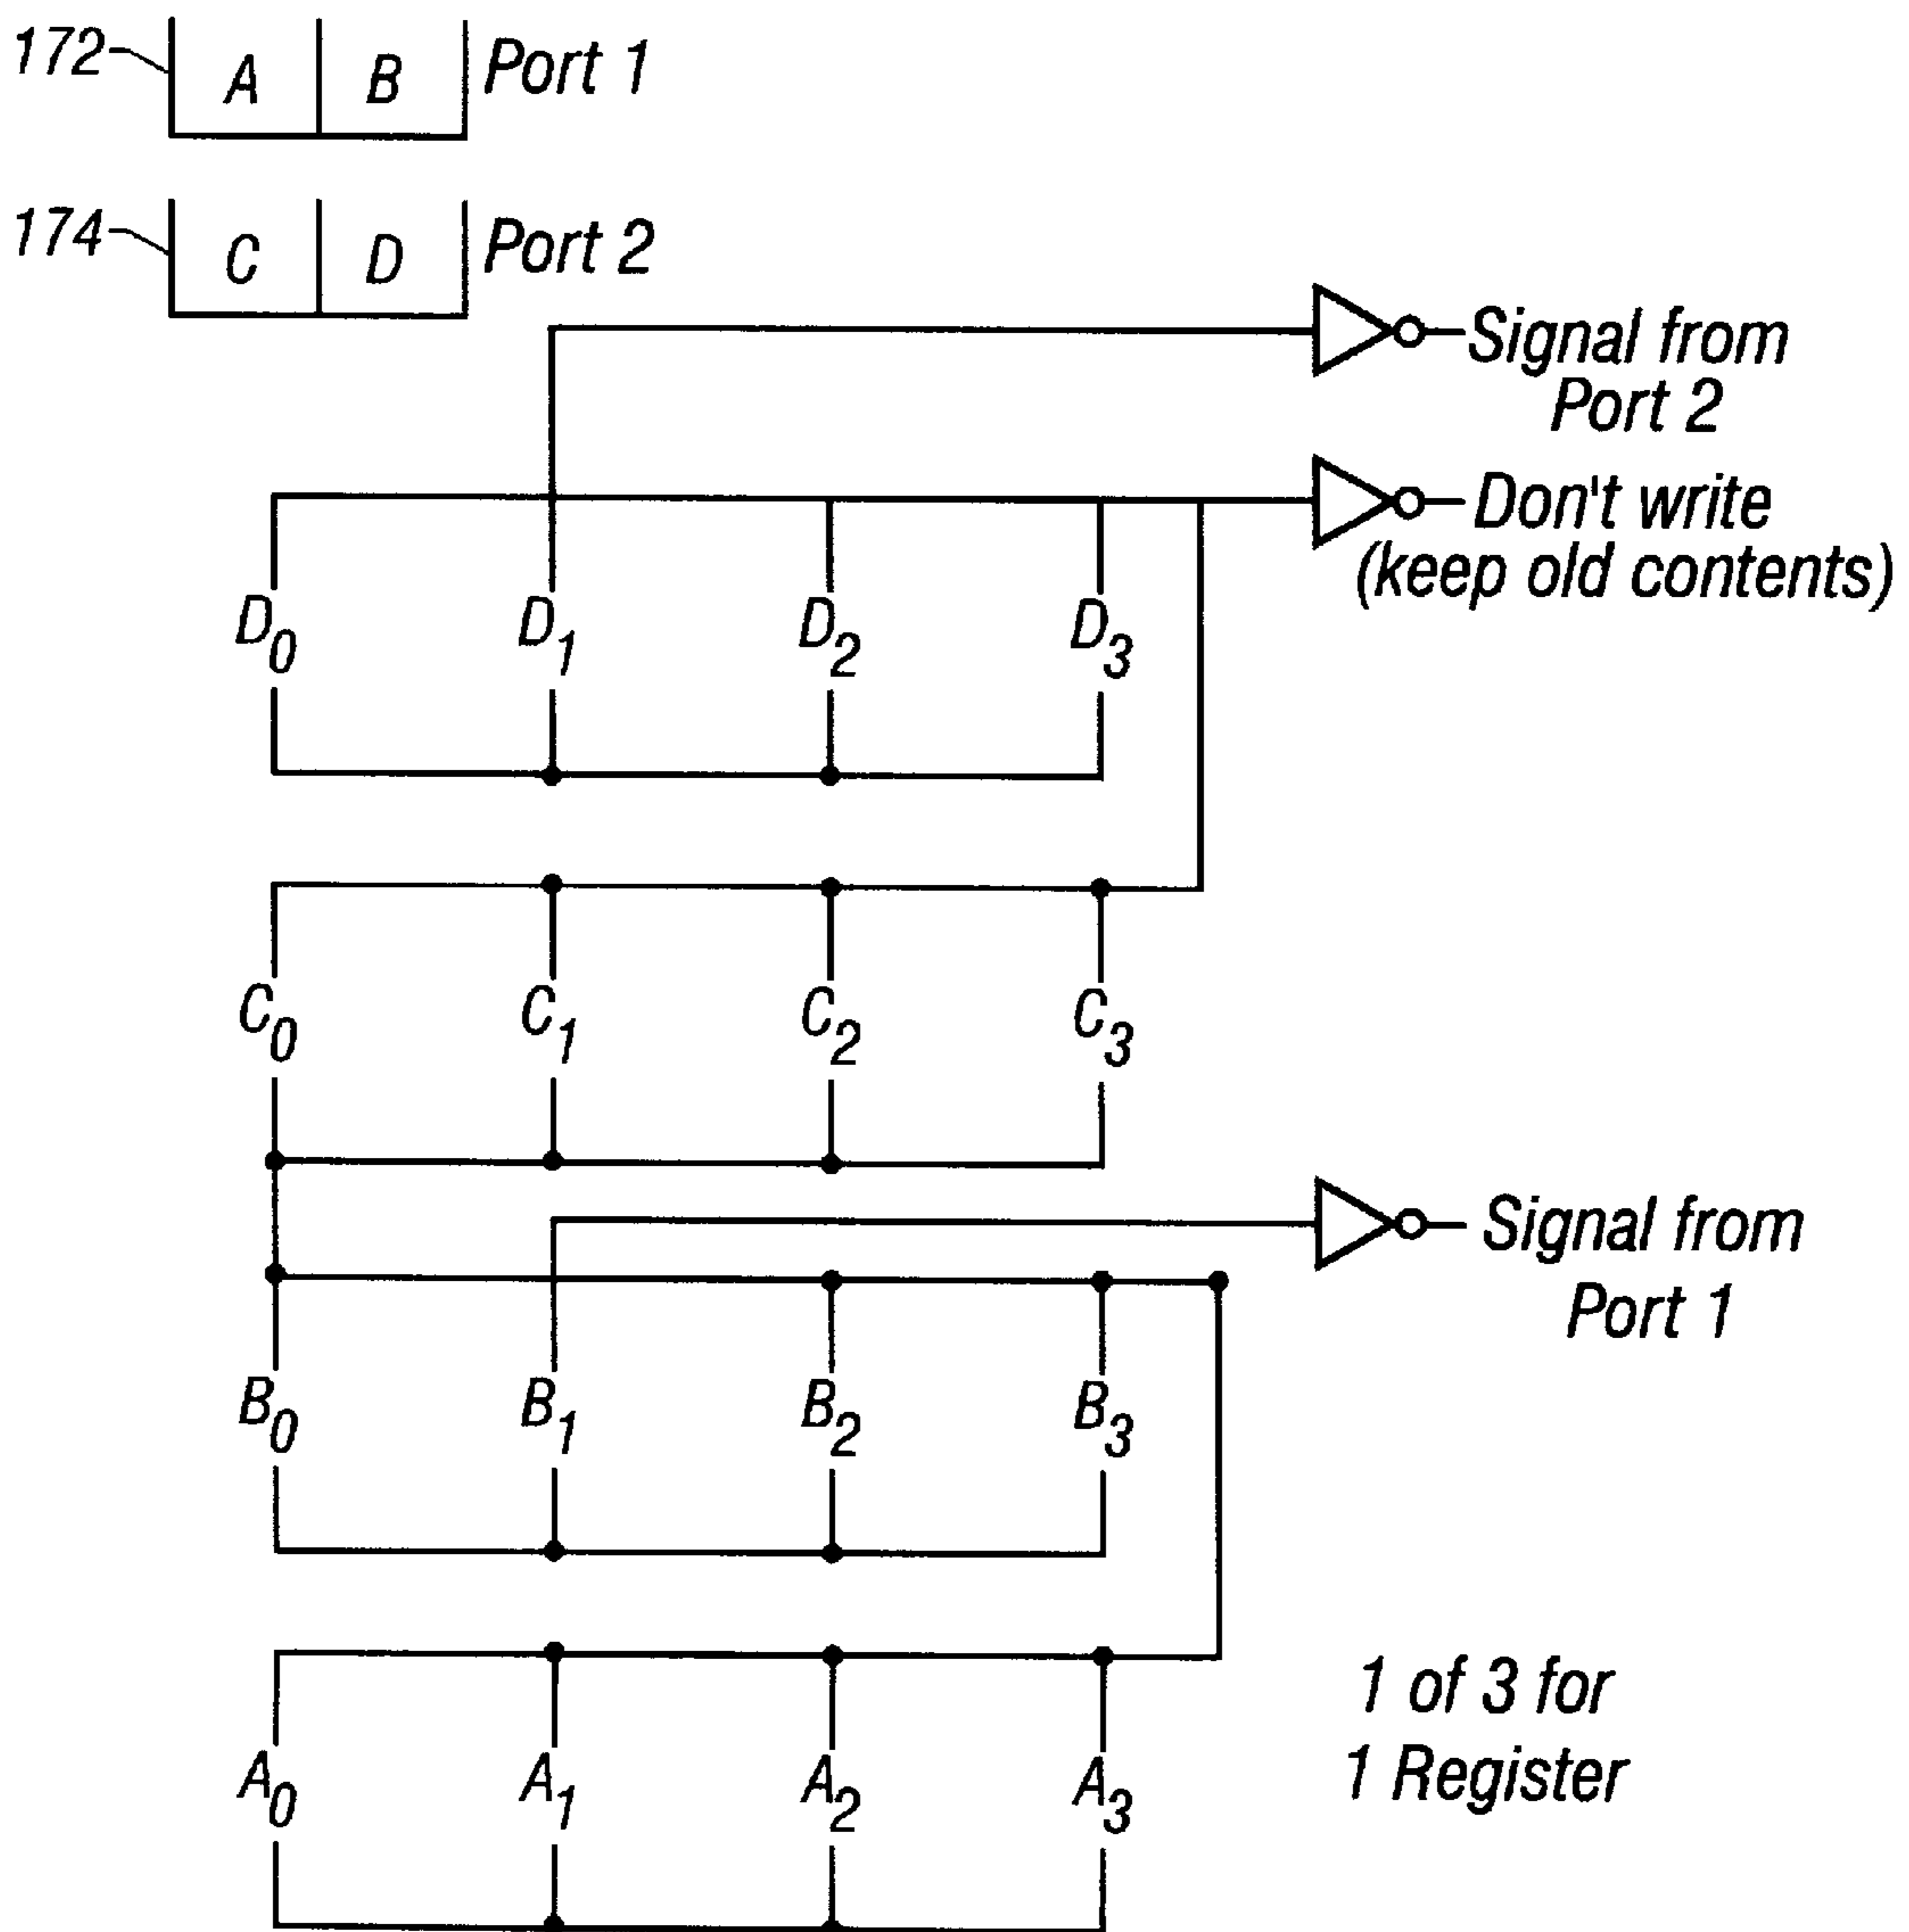 172
A B Port 1
174
C D Port 2
Signal from
Port 2
Don't write
(keep old contents)
D0 D1 D2 D3
C0 C1 C2 C3
Signal from
Port 1
B0 B1 B2 B3
1 of 3 for
1 Register
A0 A1 A2 A3